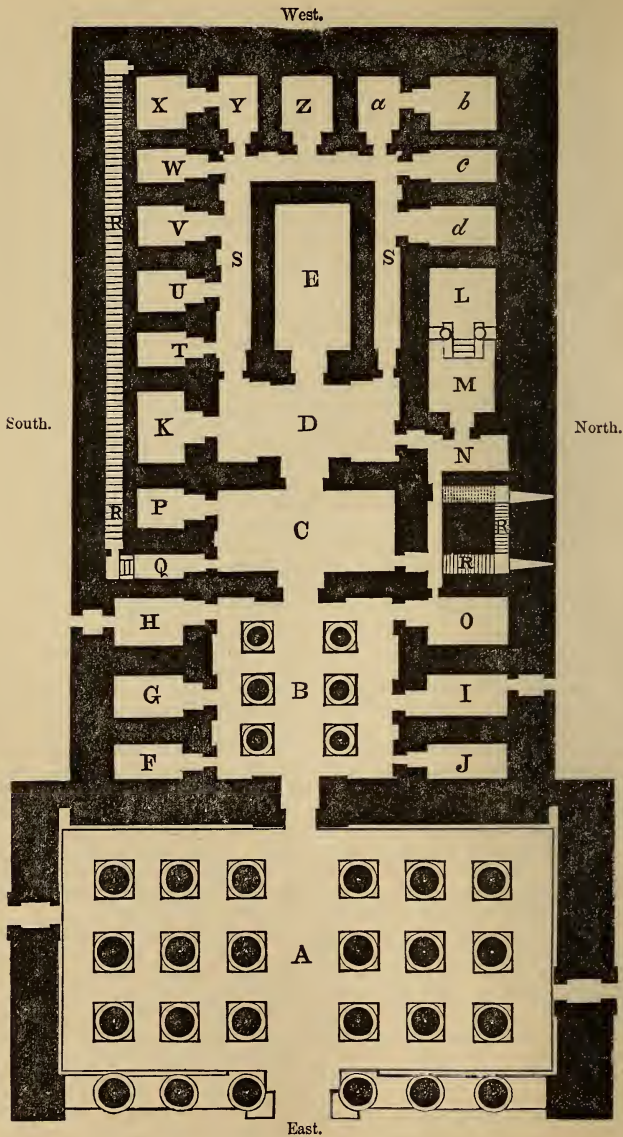 West.
X Y Z a b
W c
R V d
S E S
U L
T M
South. K D North.
N
P C
R R
Q R
H O
G B I
F J
A
East.